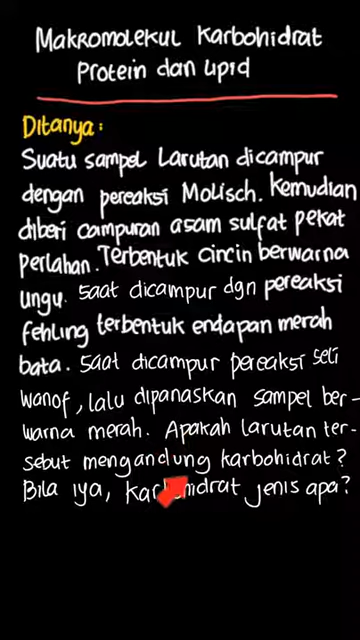 Makromolekul Karbohidrat
Protein dan Lipid
Ditanya:
Suatu sampel Larutan dicampur
dengan pereaksi Molisch. Kemudian
diberi campuran asam sulfat pekat
perlahan. Terbentuk cincin berwarna
ungu. Saat dicampur dgn pereaksi
fehling terbentuk endapan merah
bata. Saat dicampur pereaksi seli
wanof, lalu dipanaskan sampel ber-
warna merah. Apakah larutan ter-
sebut mengandung karbohidrat?
Bila iya, karbohidrat jenis apa?